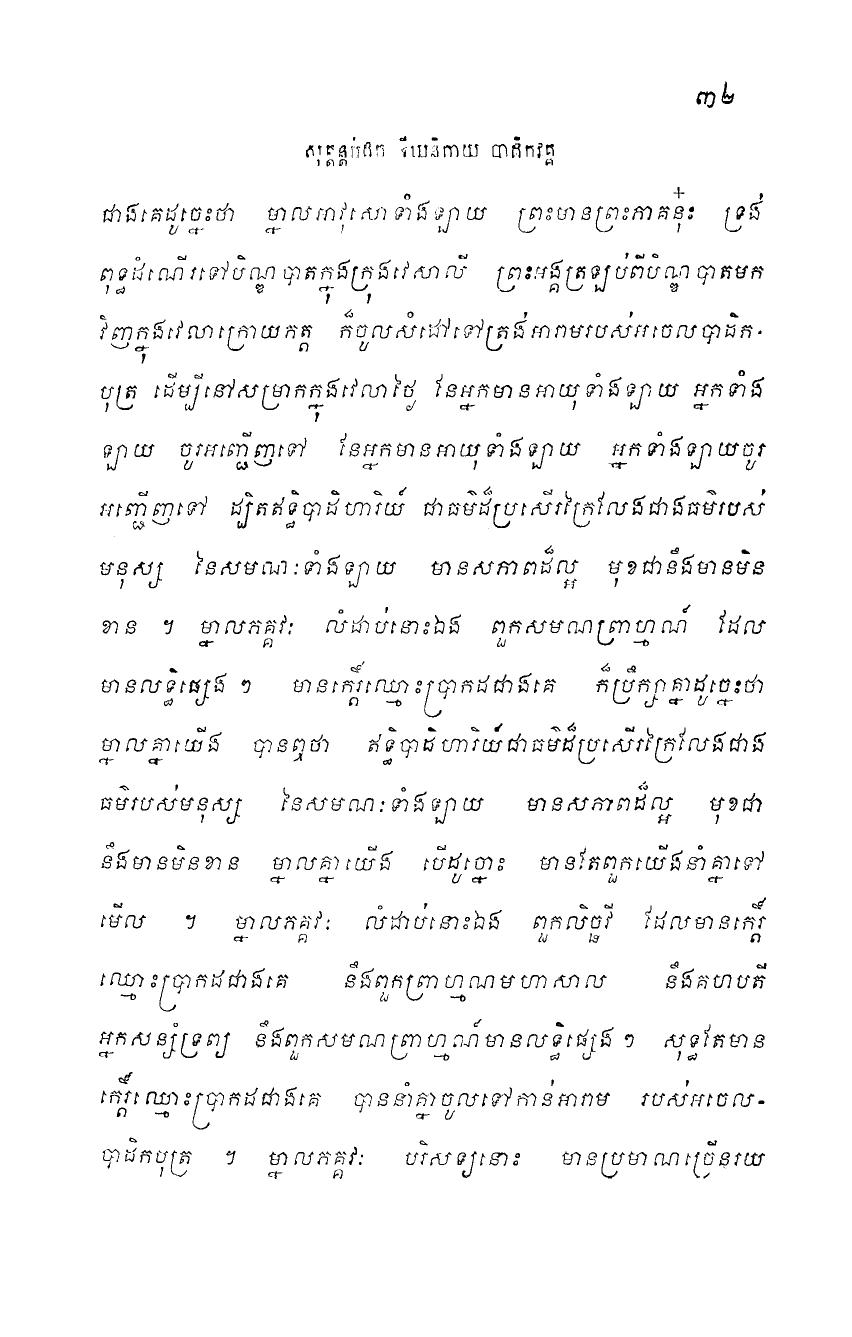 ៣២
សុត្តន្តបិដក ទីឃនិកាយ បាដិកវគ្គ
ជាងគេដូច្នេះថា ម្នាលអាវុសោទាំងឡាយ ព្រះមានព្រះភាគនុ៎ះ ទ្រង់
ពុទ្ធដំណើរទៅបិណ្ឌបាតក្នុងក្រុងវេសាលី ព្រះអង្គត្រឡប់ពីបិណ្ឌបាតមក
វិញក្នុងវេលាក្រោយភត្ត ក៏ចូលសំដៅទៅត្រង់អារាមរបស់អចេលបាដិក-
បុត្រ ដើម្បីនៅសម្រាកក្នុងវេលាថ្ងៃ នែអ្នកមានអាយុទាំងឡាយ អ្នកទាំង
ឡាយ ចូរអញ្ជើញទៅ នែអ្នកមានអាយុទាំងឡាយ អ្នកទាំងឡាយចូរ
អញ្ជើញទៅ ដ្បិតឥទ្ធិបាដិហារិយ៍ ជាធម៌ដ៏ប្រសើរក្រៃលែងជាងធម៌របស់
មនុស្ស នៃសមណៈទាំងឡាយ មានសភាពដ៏ល្អ មុខជានឹងមានមិន
ខាន ។ ម្នាលភគ្គវៈ លំដាប់នោះឯង ពួកសមណព្រាហ្មណ៍ ដែល
មានលទ្ធិផ្សេង ៗ មានកេរ្តិ៍ឈ្មោះប្រាកដជាងគេ ក៏ប្រឹក្សាគ្នាដូច្នេះថា
ម្នាលគ្នាយើង បានឮថា ឥទ្ធិបាដិហារិយ៍ជាធម៌ដ៏ប្រសើរក្រៃលែងជាង
ធម៌របស់មនុស្ស នៃសមណៈទាំងឡាយ មានសភាពដ៏ល្អ មុខជា
នឹងមានមិនខាន ម្នាលគ្នាយើង បើដូច្នោះ មានតែពួកយើងនាំគ្នាទៅ
មើល ។ ម្នាលភគ្គវៈ លំដាប់នោះឯង ពួកលិច្ឆវី ដែលមានកេរ្តិ៍
ឈ្មោះប្រាកដជាងគេ នឹងពួកព្រាហ្មណមហាសាល នឹងគហបតី
អ្នកសន្សំទ្រព្យ នឹងពួកសមណព្រាហ្មណ៍មានលទ្ធិផ្សេង ៗ សុទ្ធតែមាន
កេរ្តិ៍ឈ្មោះប្រាកដជាងគេ បាននាំគ្នាចូលទៅកាន់អារាម របស់អចេល-
បាដិកបុត្រ ។ ម្នាលភគ្គវៈ បរិសទ្យនោះ មានប្រមាណច្រើនរយ